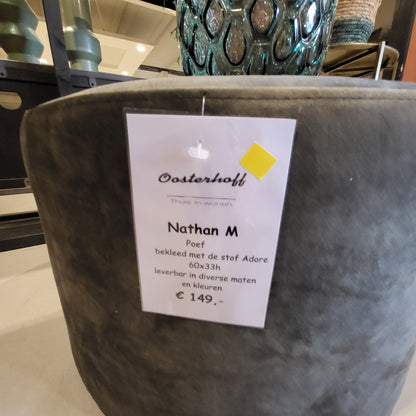 Oosterhoff
Thuis in wonen
Nathan M
Poef
bekleed met de stof Adore
60x33h
leverbar in diverse maten
en kleuren
€ 149,-